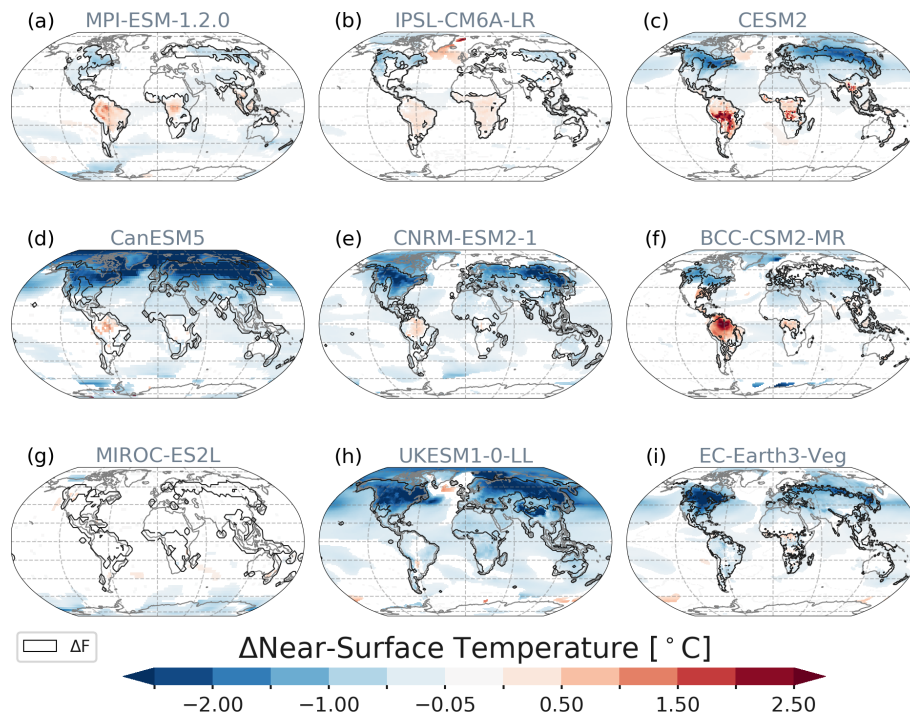 (a) MPI-ESM-1.2.0
(b) IPSL-CM6A-LR
(c) CESM2
(d) CanESM5
(e) CNRM-ESM2-1
(f) BCC-CSM2-MR
(g) MIROC-ES2L
(h) UKESM1-0-LL
(i) EC-Earth3-Veg
ΔF
ΔNear-Surface Temperature [°C]
−2.00 −1.00 −0.05 0.50 1.50 2.50